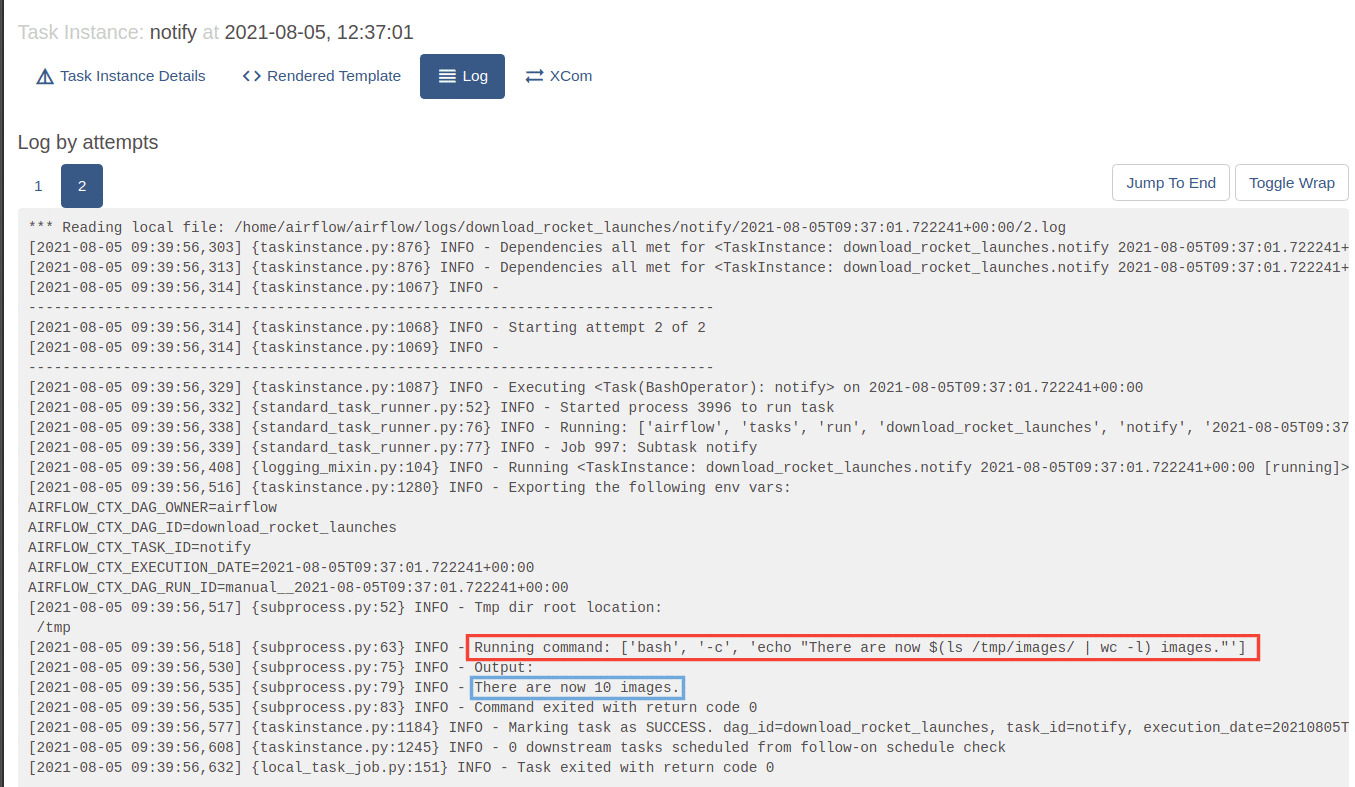 Task Instance: notify at 2021-08-05, 12:37:01
Task Instance Details Rendered Template Log XCom
Log by attempts
1 2 Jump To End Toggle Wrap
*** Reading local file: /home/airflow/airflow/logs/download_rocket_launches/notify/2021-08-05T09:37:01.722241+00:00/2.log
[2021-08-05 09:39:56,303] {taskinstance.py:876} INFO - Dependencies all met for <TaskInstance: download_rocket_launches.notify 2021-08-05T09:37:01.722241+
[2021-08-05 09:39:56,313] {taskinstance.py:876} INFO - Dependencies all met for <TaskInstance: download_rocket_launches.notify 2021-08-05T09:37:01.722241+
[2021-08-05 09:39:56,314] {taskinstance.py:1067} INFO -
--------------------------------------------------------------------------------
[2021-08-05 09:39:56,314] {taskinstance.py:1068} INFO - Starting attempt 2 of 2
[2021-08-05 09:39:56,314] {taskinstance.py:1069} INFO -
--------------------------------------------------------------------------------
[2021-08-05 09:39:56,329] {taskinstance.py:1087} INFO - Executing <Task(BashOperator): notify> on 2021-08-05T09:37:01.722241+00:00
[2021-08-05 09:39:56,332] {standard_task_runner.py:52} INFO - Started process 3996 to run task
[2021-08-05 09:39:56,338] {standard_task_runner.py:76} INFO - Running: ['airflow', 'tasks', 'run', 'download_rocket_launches', 'notify', '2021-08-05T09:37
[2021-08-05 09:39:56,339] {standard_task_runner.py:77} INFO - Job 997: Subtask notify
[2021-08-05 09:39:56,408] {logging_mixin.py:104} INFO - Running <TaskInstance: download_rocket_launches.notify 2021-08-05T09:37:01.722241+00:00 [running]>
[2021-08-05 09:39:56,516] {taskinstance.py:1280} INFO - Exporting the following env vars:
AIRFLOW_CTX_DAG_OWNER=airflow
AIRFLOW_CTX_DAG_ID=download_rocket_launches
AIRFLOW_CTX_TASK_ID=notify
AIRFLOW_CTX_EXECUTION_DATE=2021-08-05T09:37:01.722241+00:00
AIRFLOW_CTX_DAG_RUN_ID=manual__2021-08-05T09:37:01.722241+00:00
[2021-08-05 09:39:56,517] {subprocess.py:52} INFO - Tmp dir root location:
/tmp
[2021-08-05 09:39:56,518] {subprocess.py:63} INFO - Running command: ['bash', '-c', 'echo "There are now $(ls /tmp/images/ | wc -l) images."']
[2021-08-05 09:39:56,530] {subprocess.py:75} INFO - Output:
[2021-08-05 09:39:56,535] {subprocess.py:79} INFO - There are now 10 images.
[2021-08-05 09:39:56,535] {subprocess.py:83} INFO - Command exited with return code 0
[2021-08-05 09:39:56,577] {taskinstance.py:1184} INFO - Marking task as SUCCESS. dag_id=download_rocket_launches, task_id=notify, execution_date=20210805T
[2021-08-05 09:39:56,608] {taskinstance.py:1245} INFO - 0 downstream tasks scheduled from follow-on schedule check
[2021-08-05 09:39:56,632] {local_task_job.py:151} INFO - Task exited with return code 0